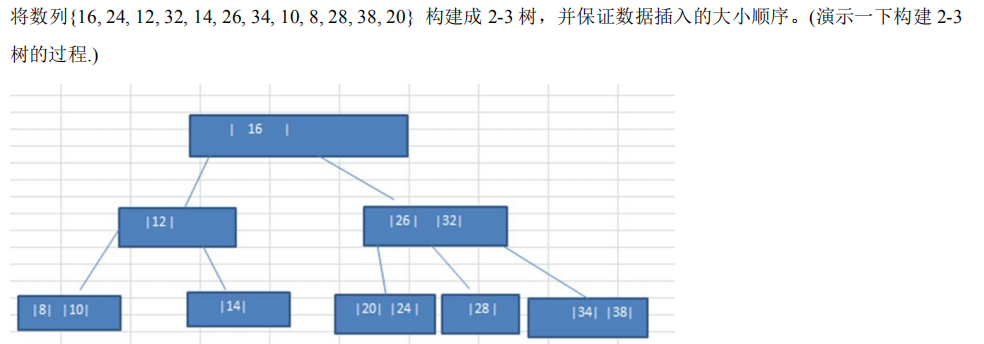 将数列{16, 24, 12, 32, 14, 26, 34, 10, 8, 28, 38, 20} 构建成 2-3 树，并保证数据插入的大小顺序。(演示一下构建 2-3
树的过程.)
| 16 |
|12 | |26 | |32|
|8| |10| |14| |20| |24 | |28 | |34| |38|